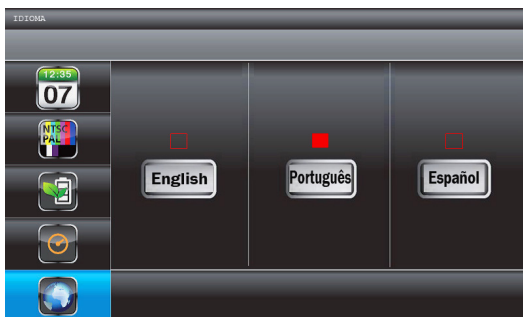 IDIOMA
12:35
07
NTSC
PAL
English
Português
Español